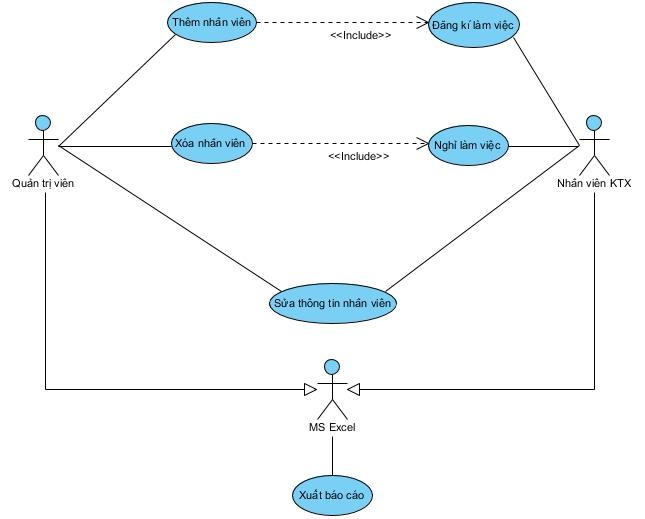 Thêm nhân viên
Đăng kí làm việc
<<Include>>
Xóa nhân viên
Nghỉ làm việc
<<Include>>
Quản trị viên
Nhân viên KTX
Sửa thông tin nhân viên
MS Excel
Xuất báo cáo